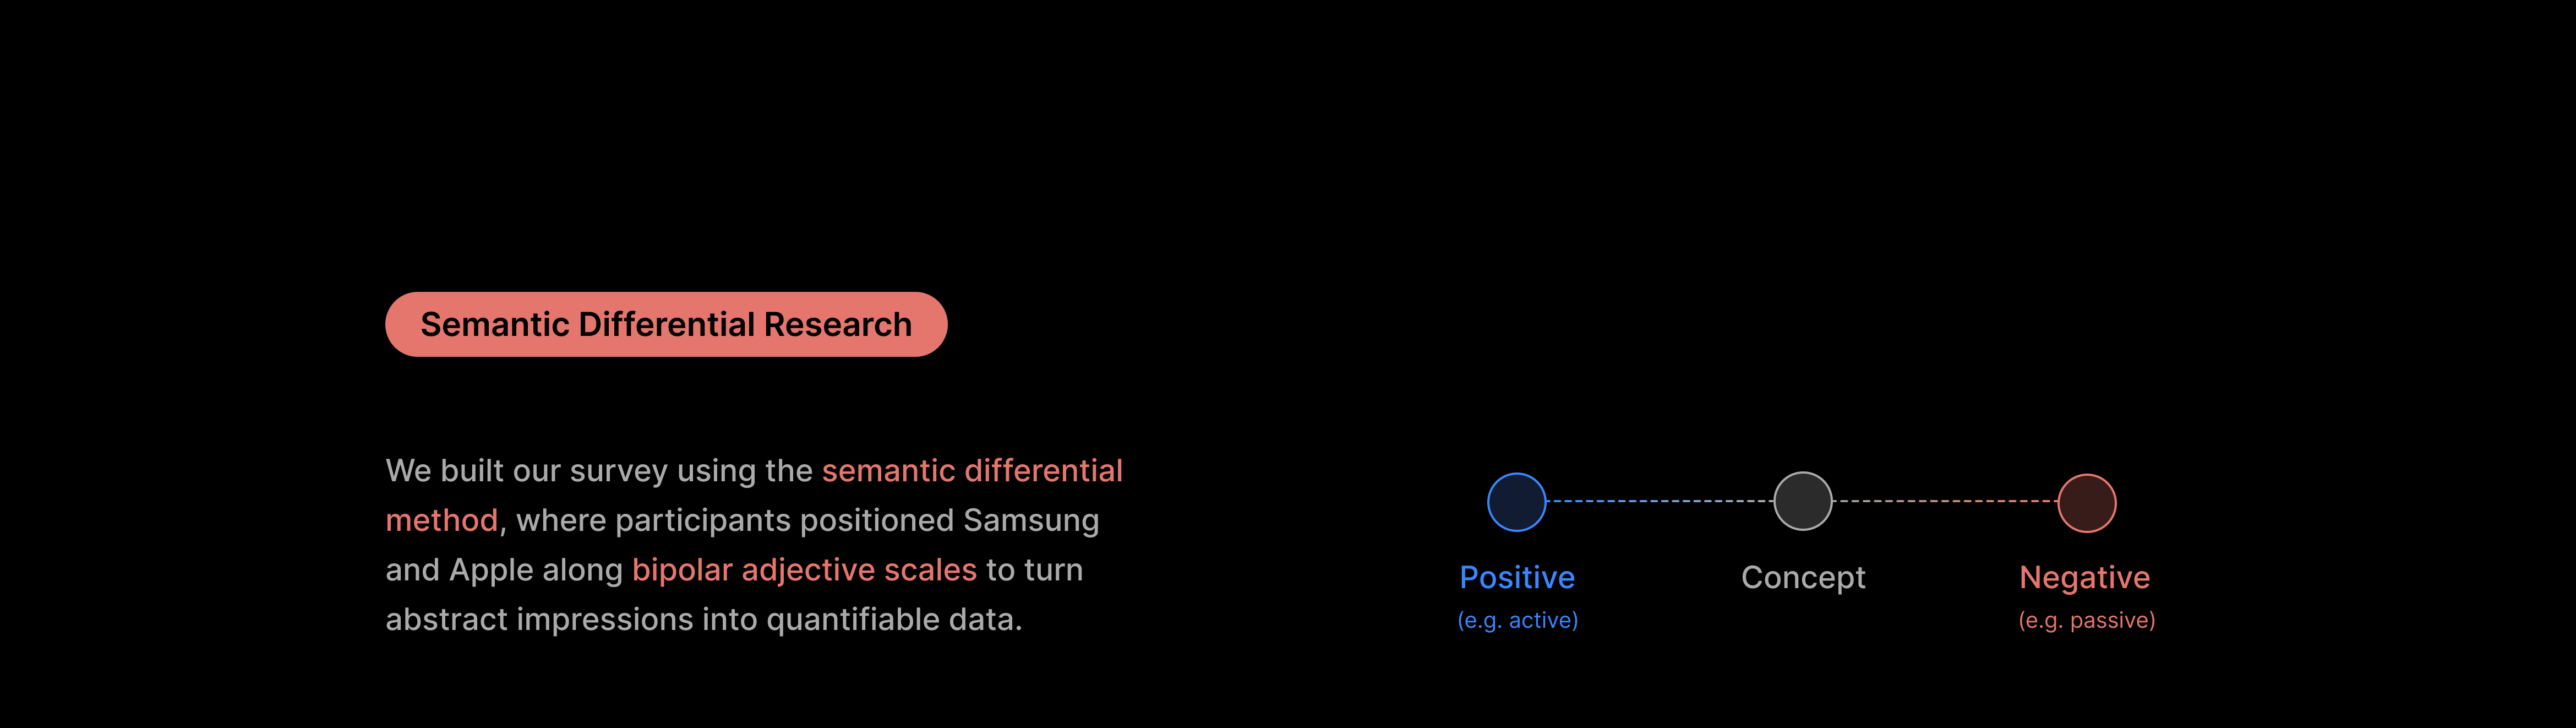 Semantic Differential Research
We built our survey using the semantic differential
method, where participants positioned Samsung
and Apple along bipolar adjective scales to turn
abstract impressions into quantifiable data.
Positive
(e.g. active)
Concept
Negative
(e.g. passive)